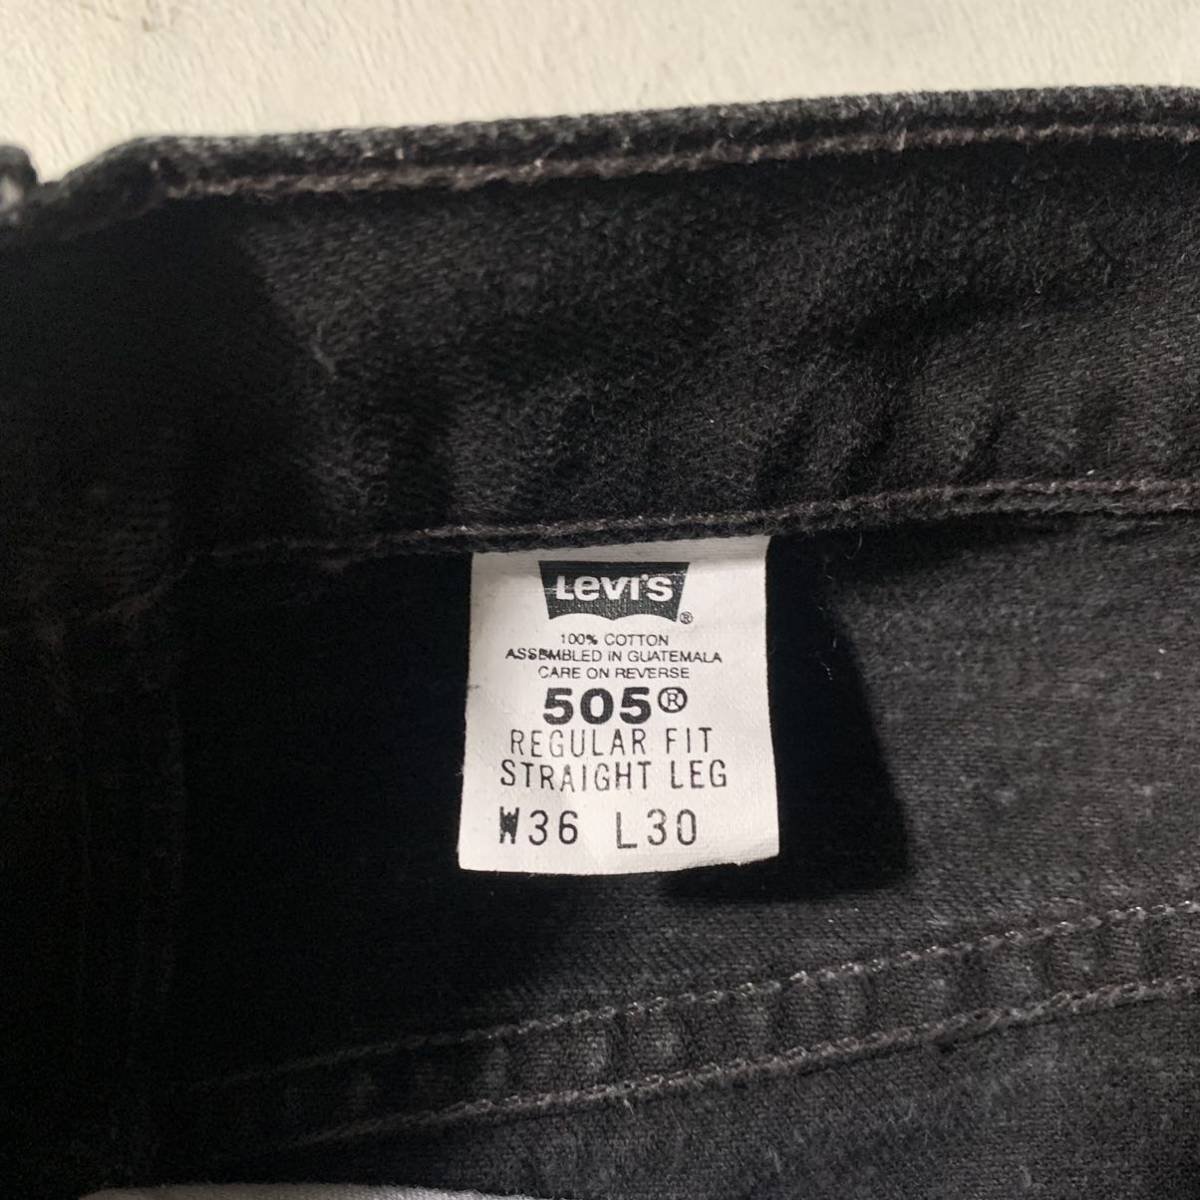 LEVI'S ®
100% COTTON
ASSEMBLED IN GUATEMALA
CARE ON REVERSE
505®
REGULAR FIT
STRAIGHT LEG
W36 L30